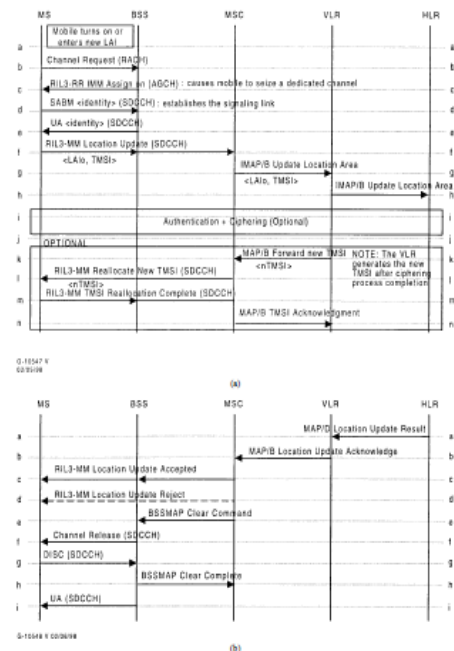 MS BSS MSC VLR HLR
Mobile turns on or
enters new LAI
a a
b Channel Request (RACH) b
c RIL3-RR IMM Assign on (AGCH) : causes mobile to seize a dedicated channel c
d SABM <identity> (SDCCH) : establishes the signaling link d
e UA <identity> (SDCCH) e
f RIL3-MM Location Update (SDCCH) f
<LAIo, TMSI>
g IMAP/B Update Location Area g
<LAIo, TMSI>
h IMAP/B Update Location Area h
i Authentication + Ciphering (Optional) i
j j
OPTIONAL
k MAP/B Forward new TMSI k
<nTMSI>
NOTE: The VLR
generates the new
TMSI after ciphering
process completion
l RIL3-MM Reallocate New TMSI (SDCCH) l
<nTMSI>
m RIL3-MM TMSI Reallocation Complete (SDCCH) m
n MAP/B TMSI Acknowledgment n
(a)
MS BSS MSC VLR HLR
a MAP/D Location Update Result a
b MAP/B Location Update Acknowledge b
c RIL3-MM Location Update Accepted c
d RIL3-MM Location Update Reject d
e BSSMAP Clear Command e
f Channel Release (SDCCH) f
g DISC (SDCCH) g
h BSSMAP Clear Complete h
i UA (SDCCH) i
(b)